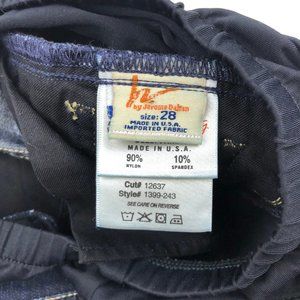 by Jerome Dahan
size: 28
MADE IN U.S.A.
IMPORTED FABRIC
MADE IN U.S.A.
90% 10%
NYLON SPANDEX
Cut# 12637
Style# 1399-243
SEE CARE ON REVERSE